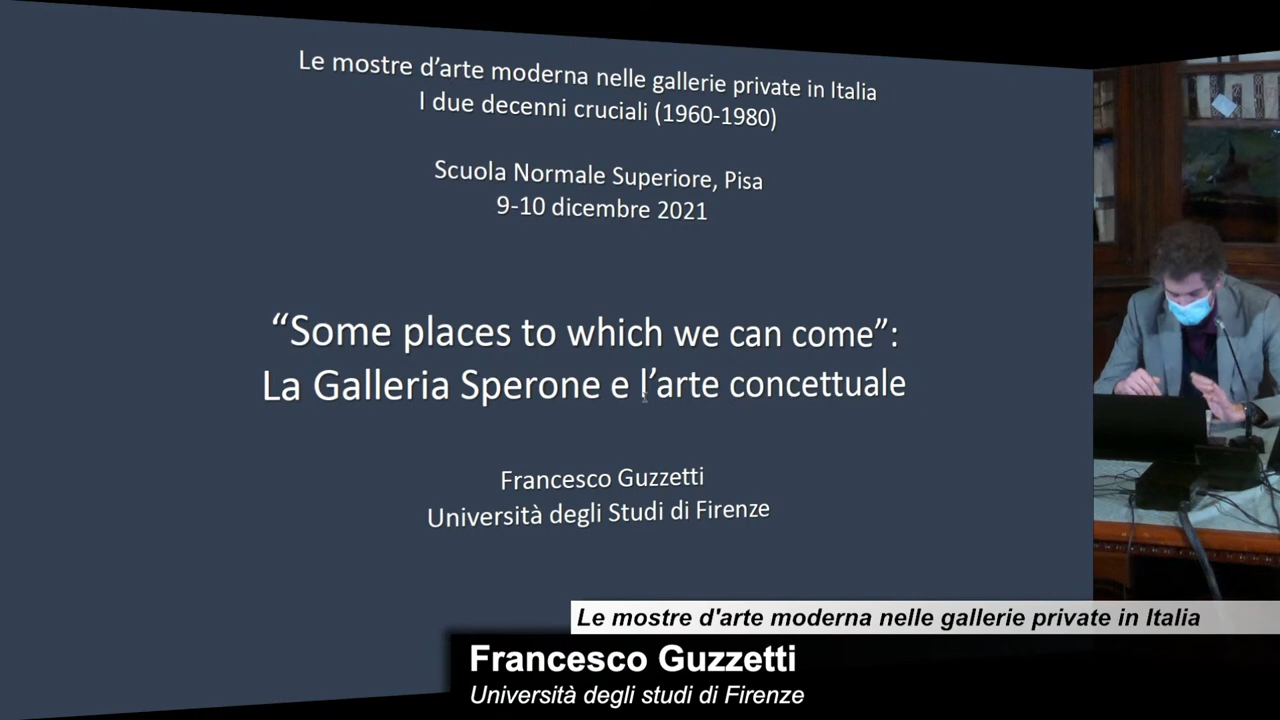 Le mostre d’arte moderna nelle gallerie private in Italia
I due decenni cruciali (1960-1980)
Scuola Normale Superiore, Pisa
9-10 dicembre 2021
“Some places to which we can come”:
La Galleria Sperone e l’arte concettuale
Francesco Guzzetti
Università degli Studi di Firenze
Le mostre d'arte moderna nelle gallerie private in Italia
Francesco Guzzetti
Università degli studi di Firenze